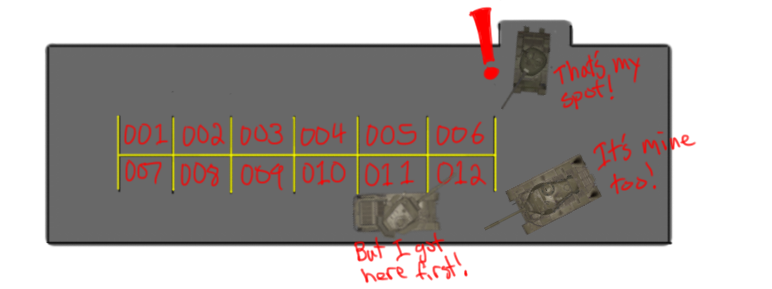 !
That's my
spot!
001 002 003 004 005 006
007 008 009 010 011 012
It's mine
too!
But I got
here first!